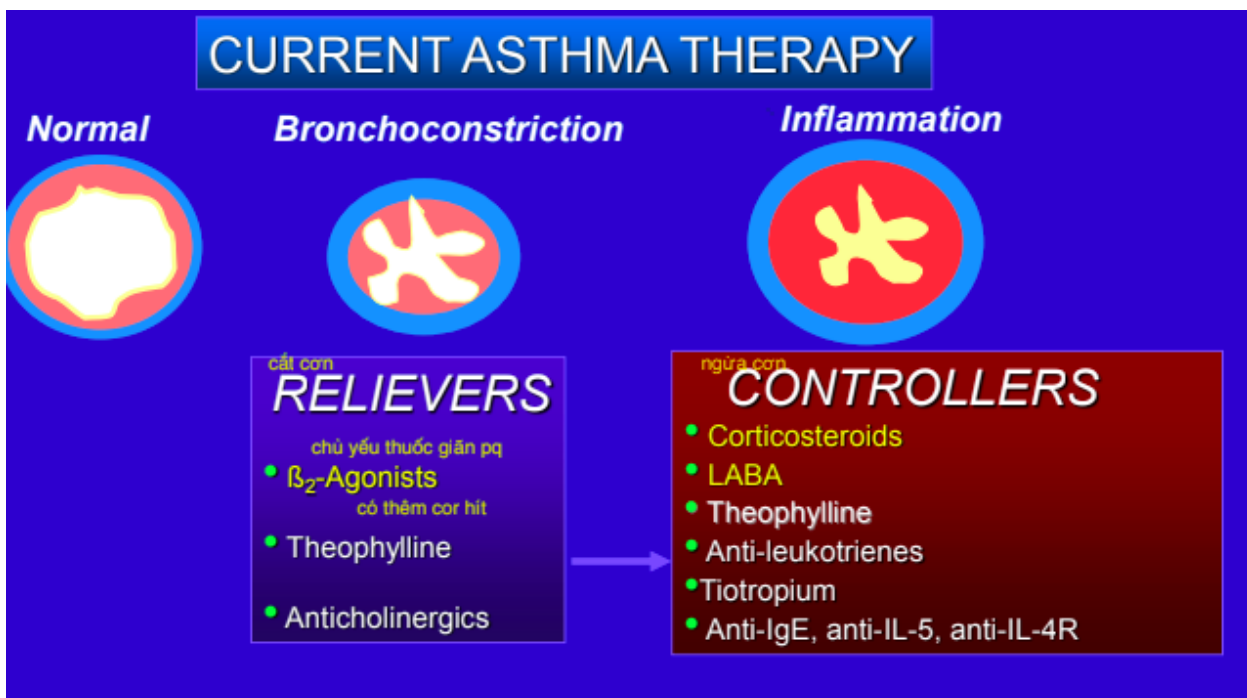 CURRENT ASTHMA THERAPY
Normal
Bronchoconstriction
Inflammation
cắt cơn
RELIEVERS
chủ yếu thuốc giãn pq
• ß₂-Agonists
có thêm cor hít
• Theophylline
• Anticholinergics
ngừa cơn
CONTROLLERS
• Corticosteroids
• LABA
• Theophylline
• Anti-leukotrienes
•Tiotropium
• Anti-IgE, anti-IL-5, anti-IL-4R